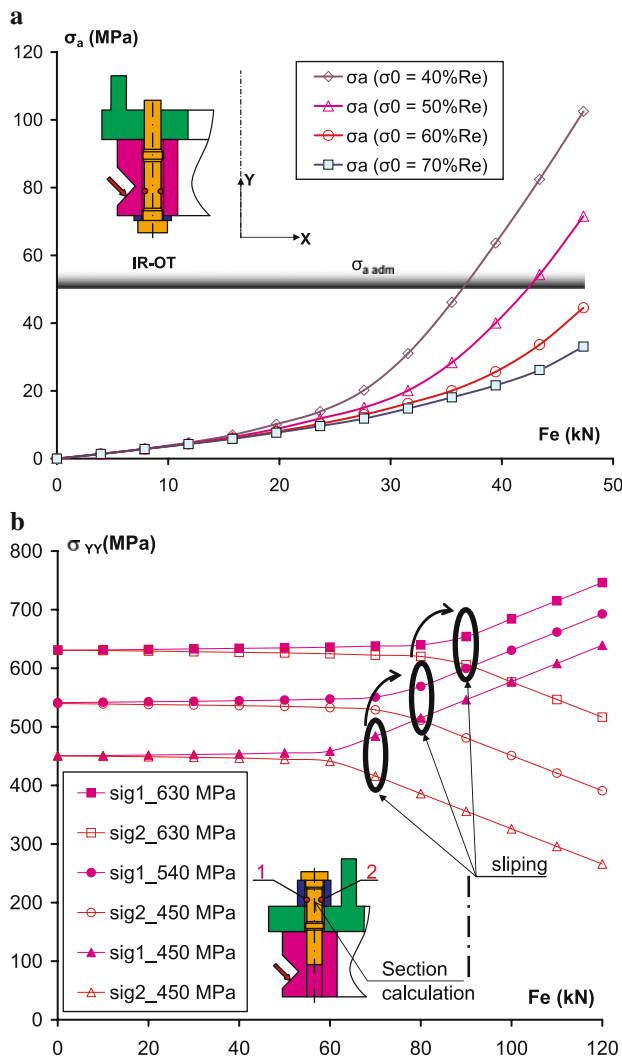 a
σa (MPa)
120
100
80
60
40
20
0
σa (σ0 = 40%Re)
σa (σ0 = 50%Re)
σa (σ0 = 60%Re)
σa (σ0 = 70%Re)
Y
X
IR-OT
σa adm
Fe (kN)
0 10 20 30 40 50
b
σ YY(MPa)
800
700
600
500
400
300
200
100
0
sig1_630 MPa
sig2_630 MPa
sig1_540 MPa
sig2_450 MPa
sig1_450 MPa
sig2_450 MPa
1 2
sliping
Section
calculation
Fe (kN)
0 20 40 60 80 100 120